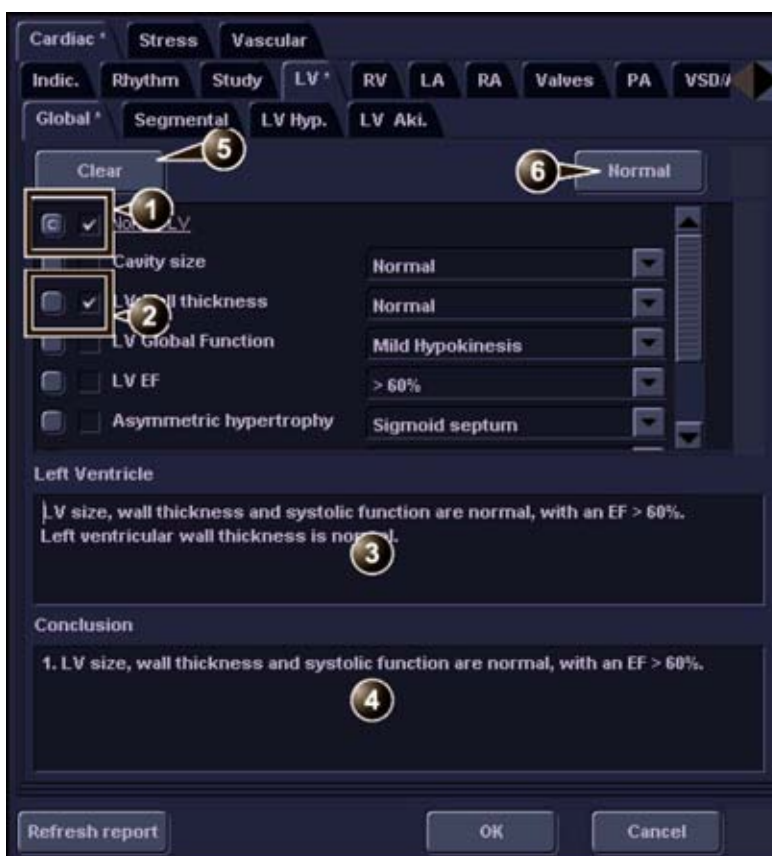 Cardiac * Stress Vascular
Indic. Rhythm Study LV * RV LA RA Valves PA VSD/
Global * Segmental LV Hyp. LV Aki.
5
Clear 6 Normal
1
C LV
Cavity size Normal
LV thickness Normal
2
LV Global Function Mild Hypokinesis
LV EF > 60%
Asymmetric hypertrophy Sigmoid septum
Left Ventricle
LV size, wall thickness and systolic function are normal, with an EF > 60%.
Left ventricular wall thickness is
3
Conclusion
1. LV size, wall thickness and systolic function are normal, with an EF > 60%.
4
Refresh report OK Cancel